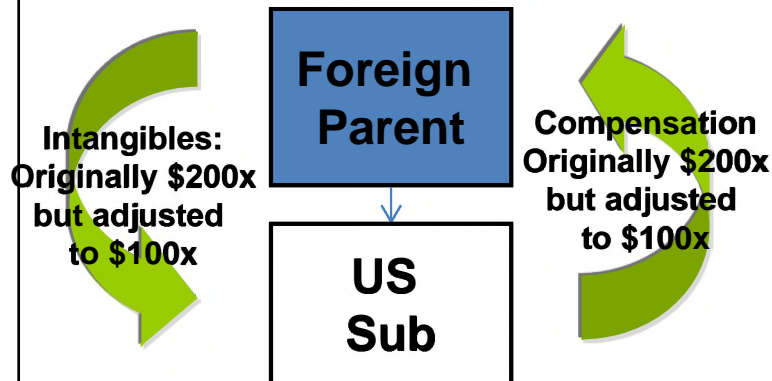 Foreign
Parent
Intangibles:
Originally $200x
but adjusted
to $100x
Compensation
Originally $200x
but adjusted
to $100x
US
Sub